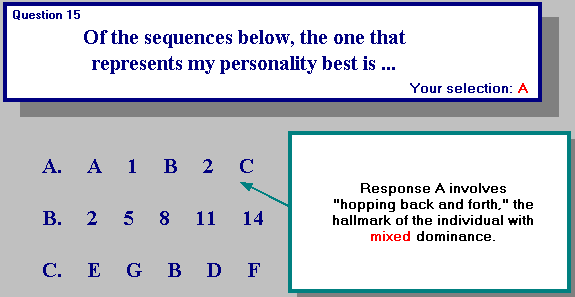 Question 15
Of the sequences below, the one that
represents my personality best is ...
Your selection: A
A. A 1 B 2 C
B. 2 5 8 11 14
C. E G B D F
Response A involves
"hopping back and forth," the
hallmark of the individual with
mixed dominance.